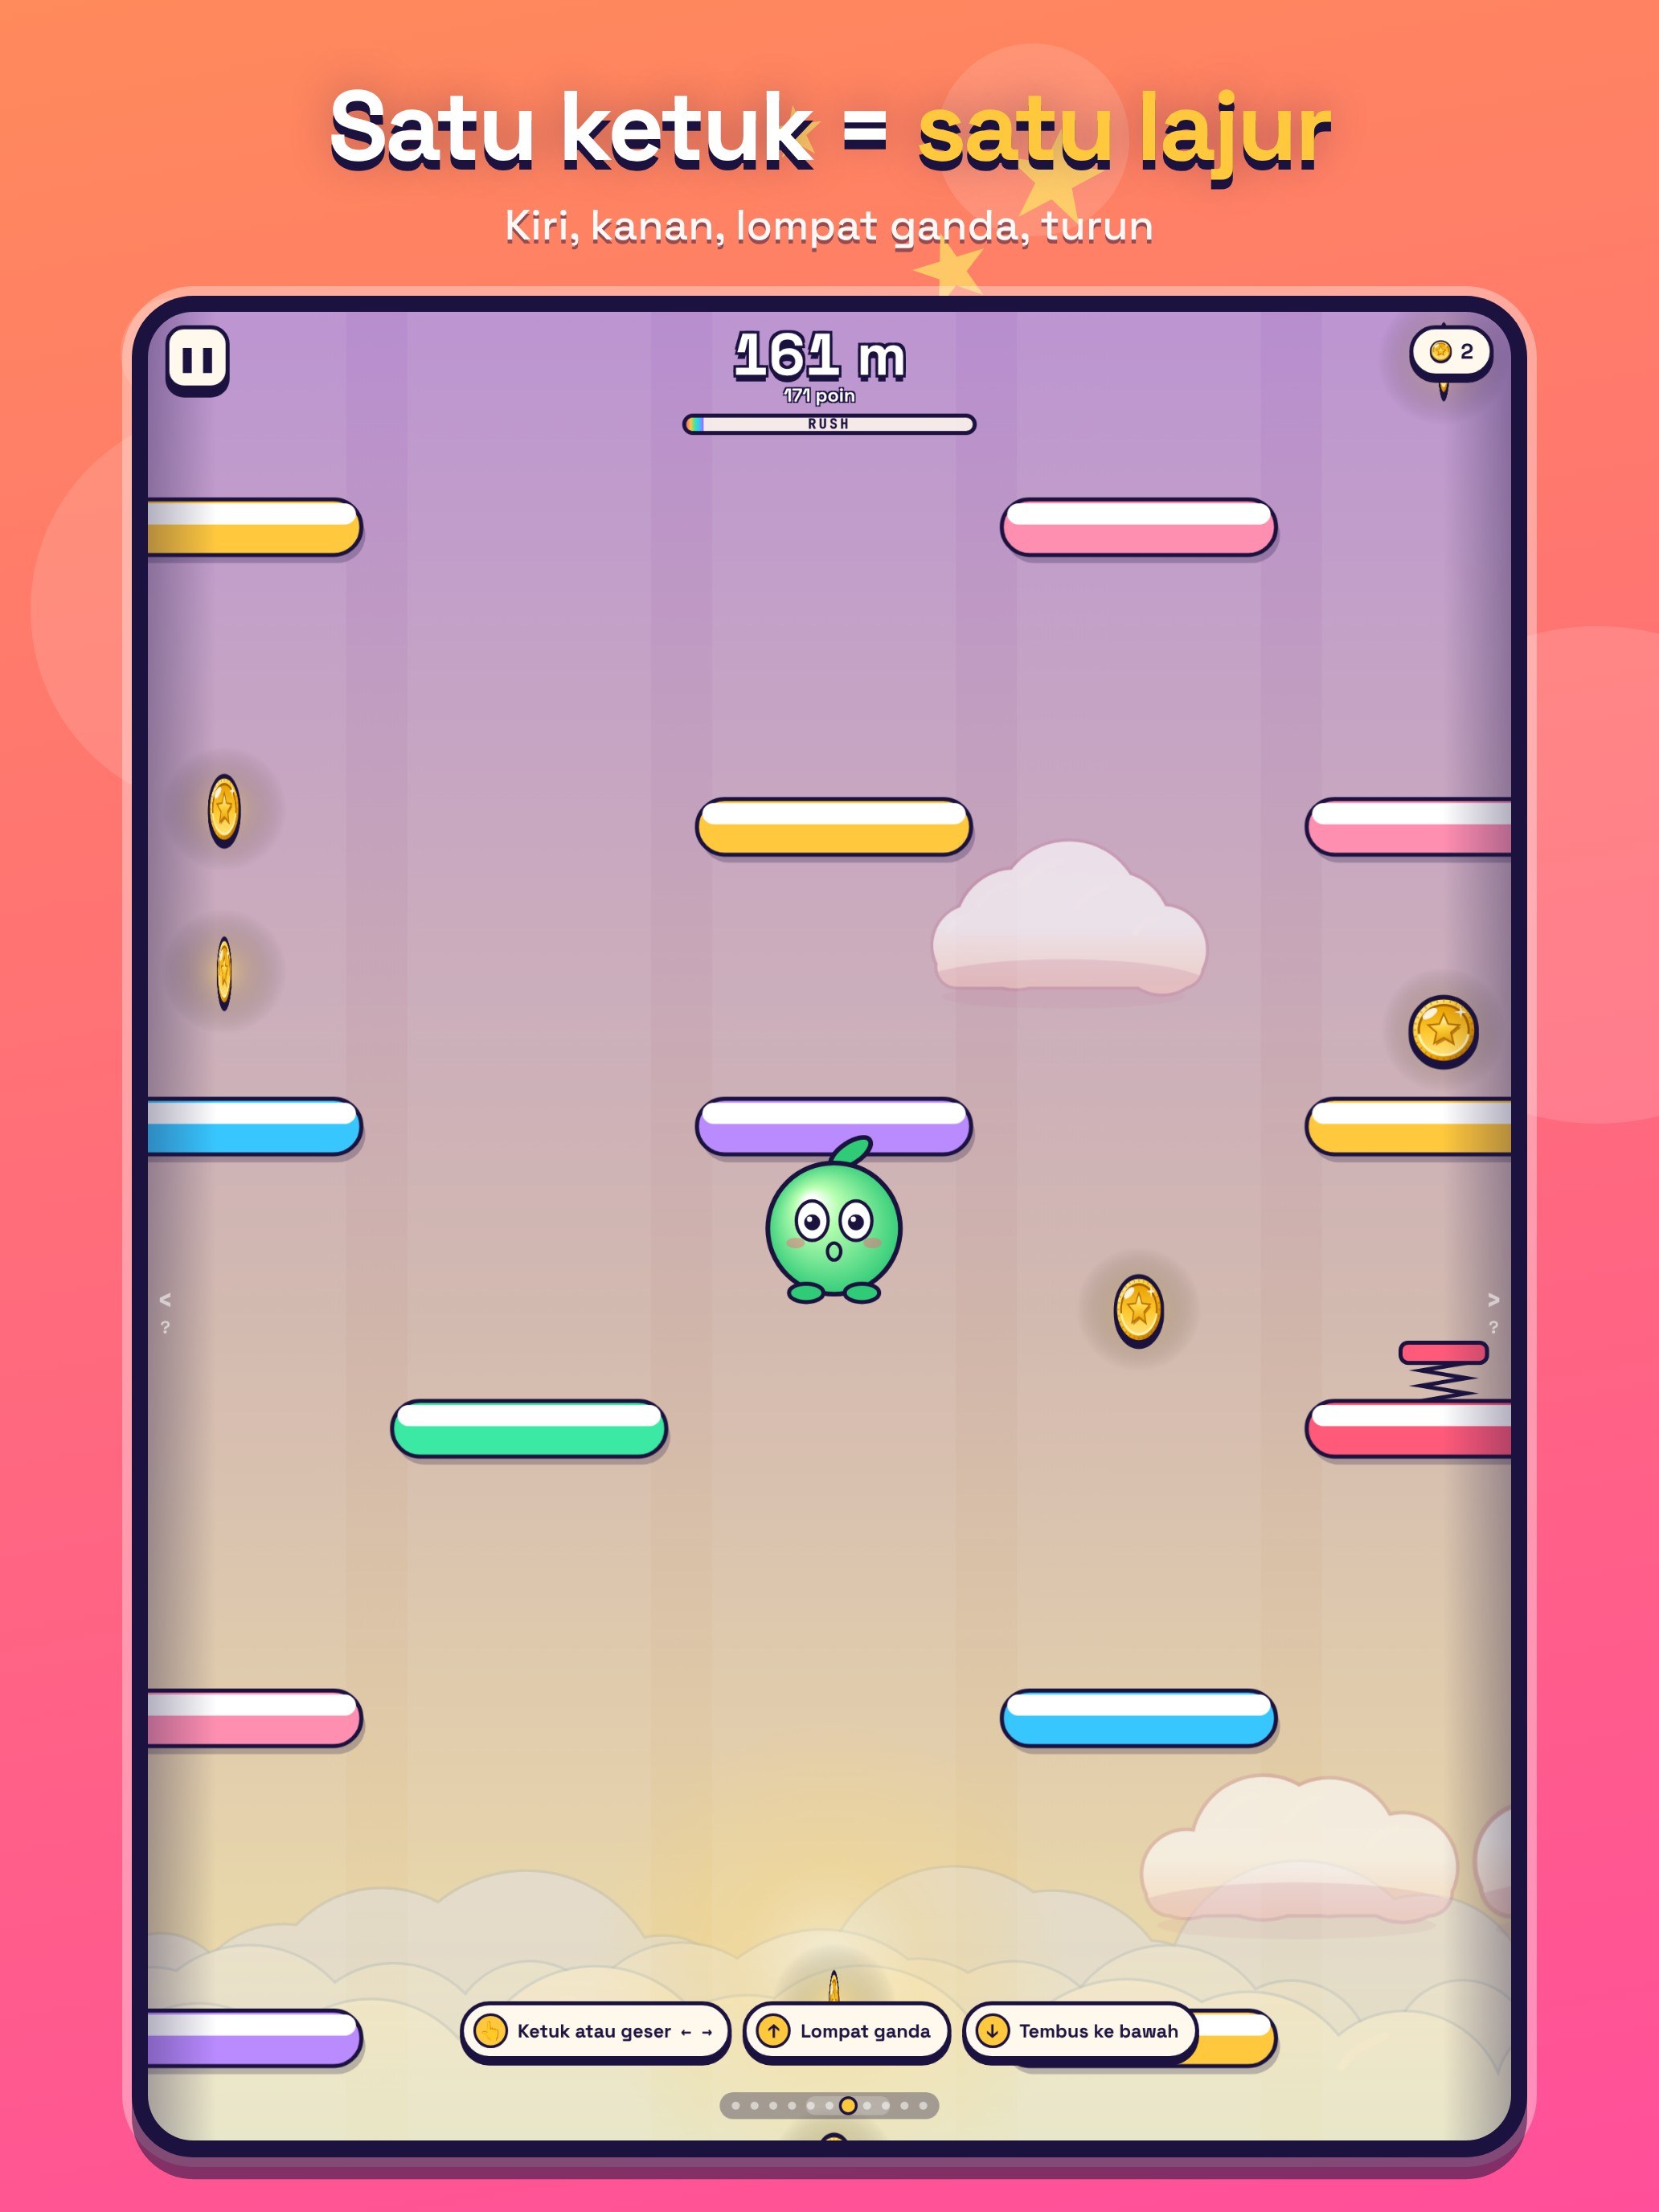 Satu ketuk = satu lajur
Kiri, kanan, lompat ganda, turun
161 m
2
171 poin
RUSH
< >
? ?
Ketuk atau geser ← →
Lompat ganda
Tembus ke bawah